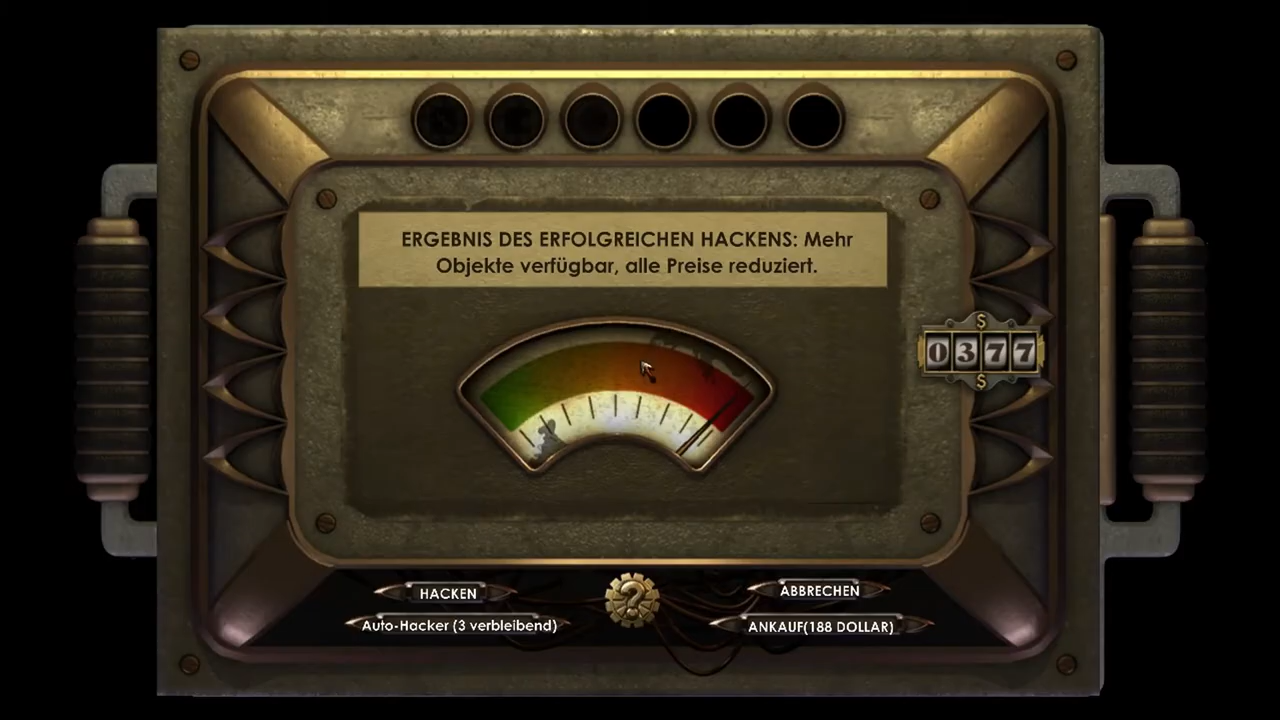 ERGEBNIS DES ERFOLGREICHEN HACKENS: Mehr
Objekte verfügbar, alle Preise reduziert.
$
0377
$
HACKEN
?
ABBRECHEN
Auto-Hacker (3 verbleibend)
ANKAUF(188 DOLLAR)